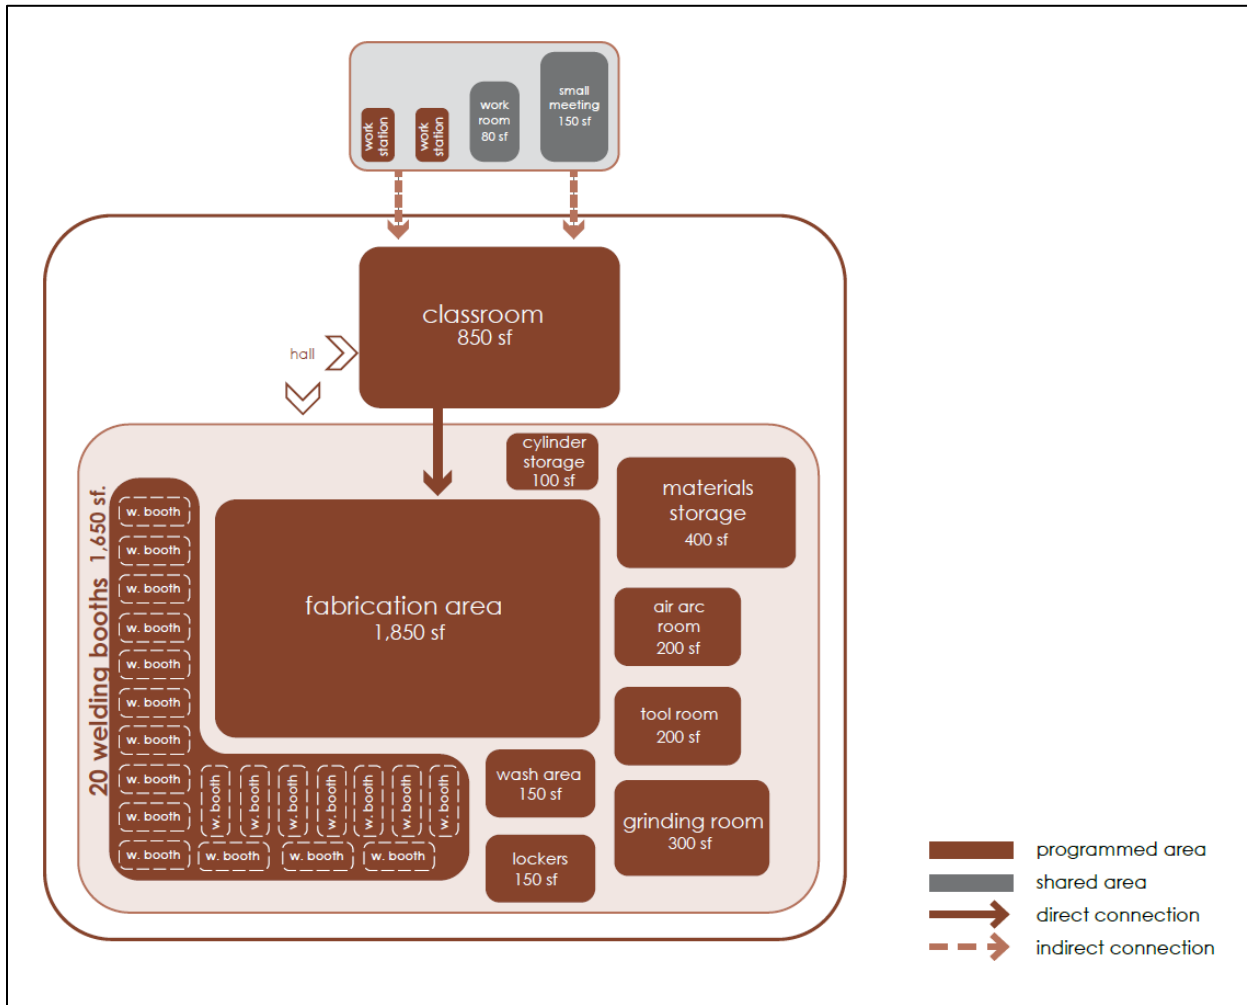 work
station
work
station
work
room
80 sf
small
meeting
150 sf
classroom
850 sf
hall
cylinder
storage
100 sf
materials
storage
400 sf
20 welding booths 1,650 sf.
w. booth
w. booth
w. booth
w. booth
w. booth
w. booth
w. booth
w. booth
w. booth
w. booth
fabrication area
1,850 sf
air arc
room
200 sf
tool room
200 sf
w. booth
w. booth
w. booth
w. booth
w. booth
w. booth
w. booth
w. booth
w. booth
w. booth
wash area
150 sf
grinding room
300 sf
lockers
150 sf
programmed area
shared area
direct connection
indirect connection